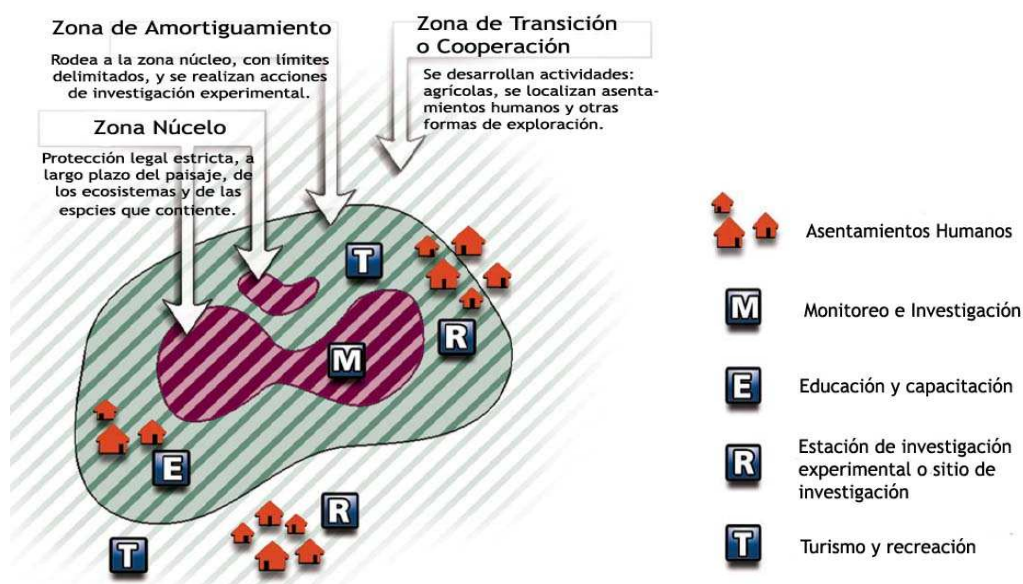 Zona de Amortiguamiento
Rodea a la zona núcleo, con límites
delimitados, y se realizan acciones
de investigación experimental.
Zona de Transición
o Cooperación
Se desarrollan actividades:
agrícolas, se localizan asenta-
mientos humanos y otras
formas de exploración.
Zona Núcelo
Protección legal estricta, a
largo plazo del paisaje, de
los ecosistemas y de las
espcies que contiente.
T
R
M
E
R
T
Asentamientos Humanos
M
Monitoreo e Investigación
E
Educación y capacitación
R
Estación de investigación
experimental o sitio de
investigación
T
Turismo y recreación